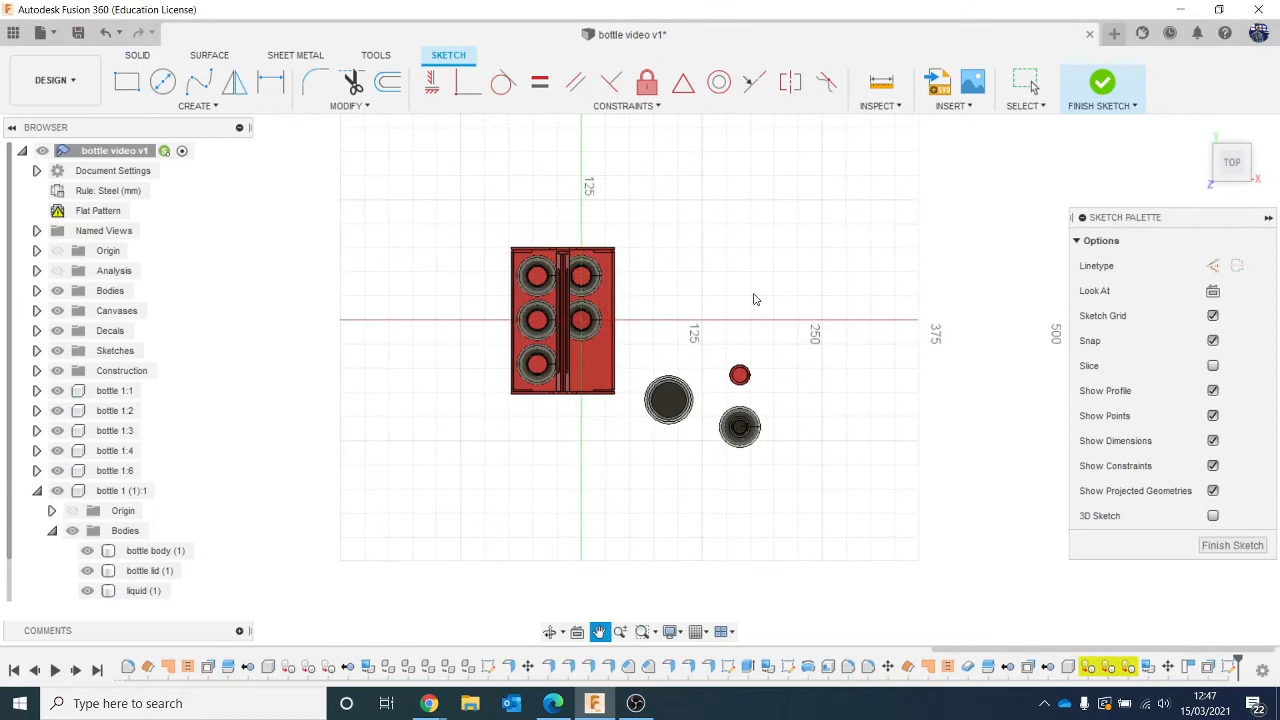 Autodesk Fusion 360 (Education License)
bottle video v1*
SOLID
SURFACE
SHEET METAL
TOOLS
SKETCH
DESIGN
CREATE
MODIFY
CONSTRAINTS
INSPECT
INSERT
SELECT
FINISH SKETCH
BROWSER
bottle video v1
Document Settings
Rule: Steel (mm)
Flat Pattern
Named Views
Origin
Analysis
Bodies
Canvases
Decals
Sketches
Construction
bottle 1:1
bottle 1:2
bottle 1:3
bottle 1:4
bottle 1:6
bottle 1 (1):1
Origin
Bodies
bottle body (1)
bottle lid (1)
liquid (1)
125
125
250
375
500
TOP
Y
Z
X
SKETCH PALETTE
Options
Linetype
Look At
Sketch Grid
Snap
Slice
Show Profile
Show Points
Show Dimensions
Show Constraints
Show Projected Geometries
3D Sketch
Finish Sketch
COMMENTS
Type here to search
12:47
15/03/2021
22